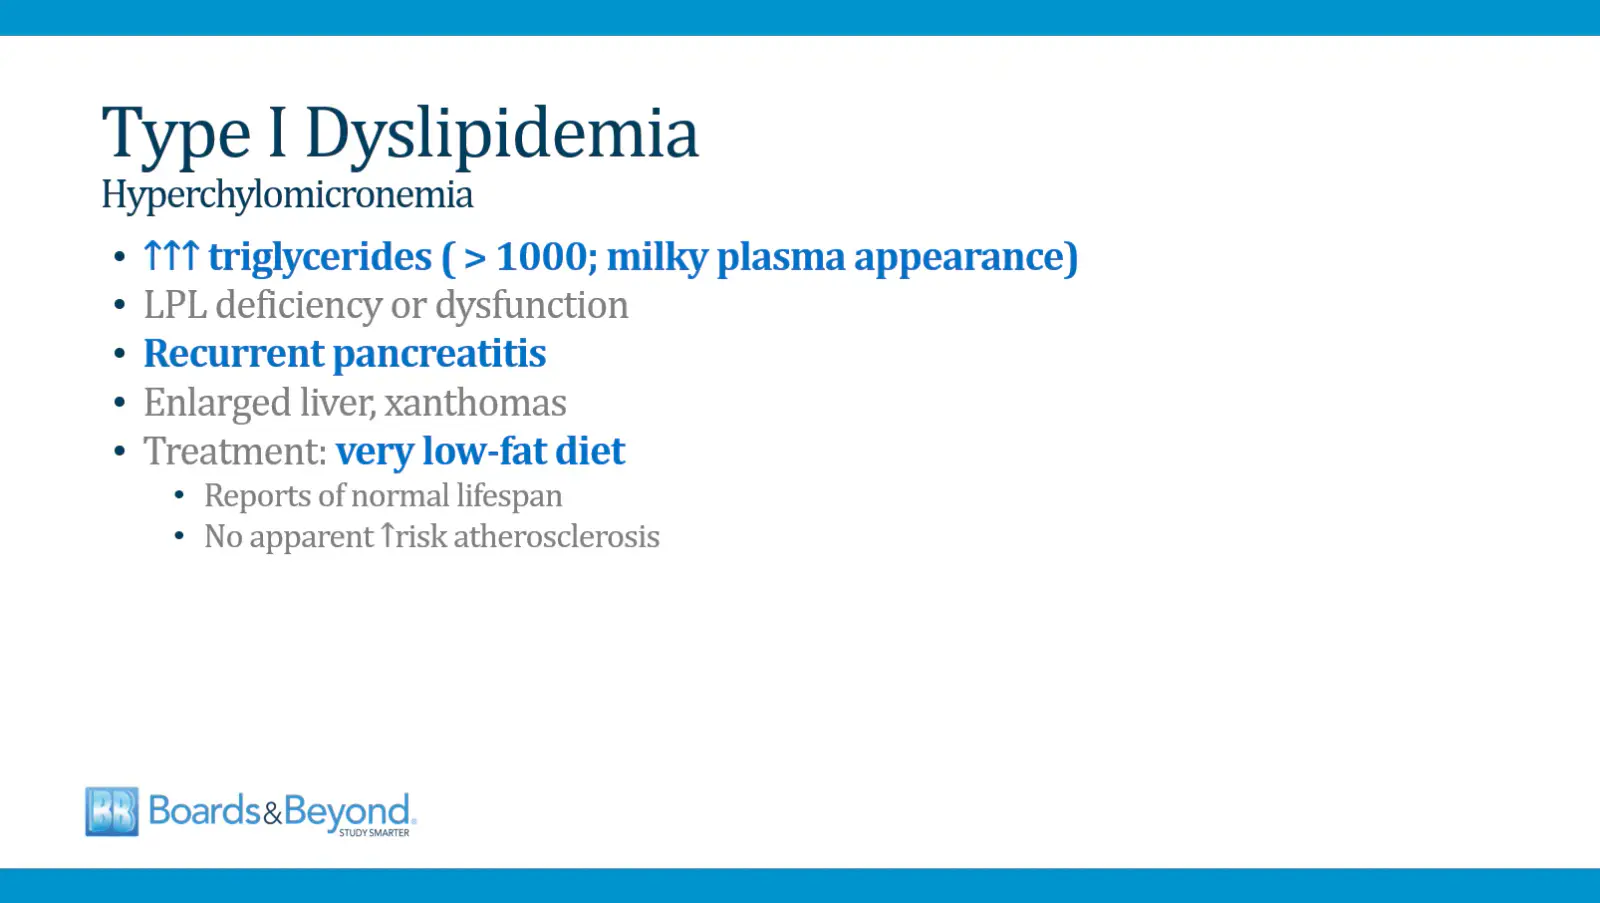 Type I Dyslipidemia
Hyperchylomicronemia
• ↑↑↑ triglycerides ( > 1000; milky plasma appearance)
• LPL deficiency or dysfunction
• Recurrent pancreatitis
• Enlarged liver, xanthomas
• Treatment: very low-fat diet
• Reports of normal lifespan
• No apparent ↑risk atherosclerosis
BB Boards&Beyond.
STUDY SMARTER